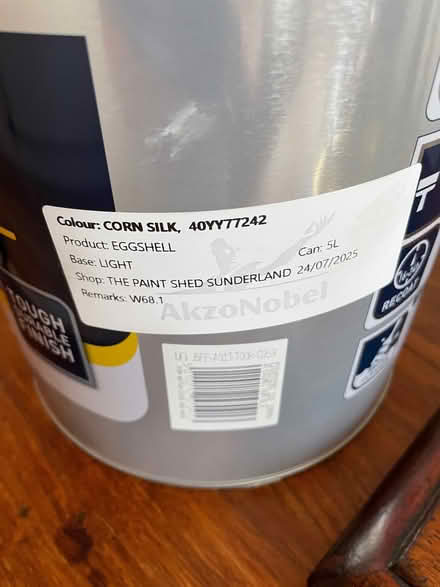 Colour: CORN SILK, 40YY77242
Product: EGGSHELL
Base: LIGHT Can: 5L
Shop: THE PAINT SHED SUNDERLAND 24/07/2025
Remarks: W68.1
AkzoNobel
TOUGH
DURABLE
FINISH
RECOAT